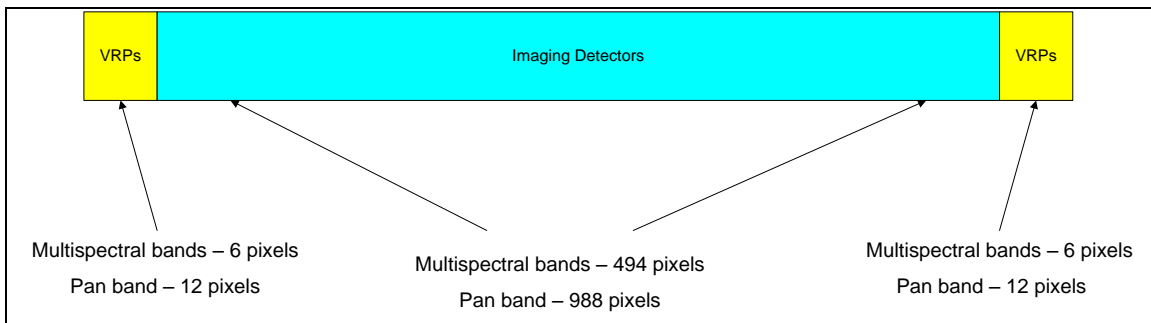 VRPs
Imaging Detectors
VRPs
Multispectral bands – 6 pixels
Pan band – 12 pixels
Multispectral bands – 494 pixels
Pan band – 988 pixels
Multispectral bands – 6 pixels
Pan band – 12 pixels